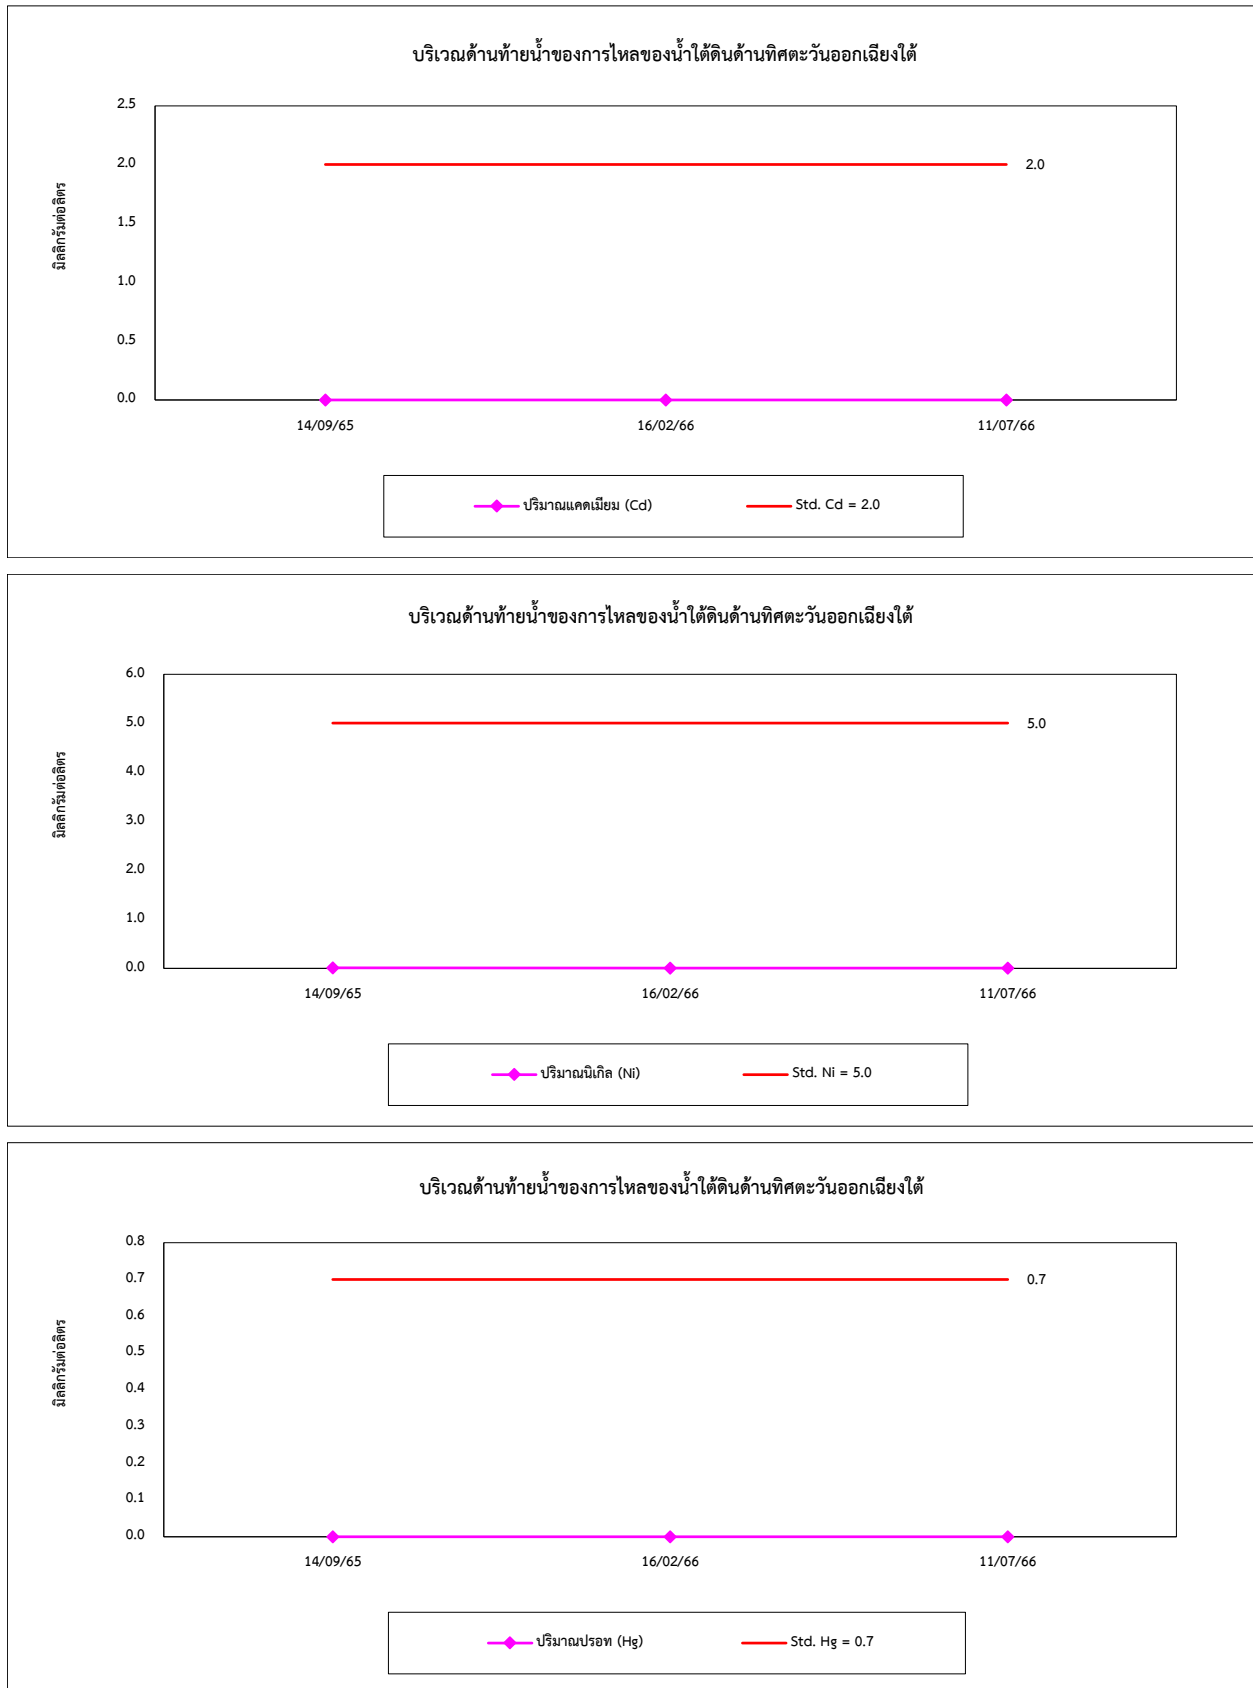 บริเวณด้านท้ายน้ำของการไหลของน้ำใต้ดินด้านทิศตะวันออกเฉียงใต้
มิลลิกรัมต่อลิตร
2.5
2.0
1.5
1.0
0.5
0.0
2.0
14/09/65 16/02/66 11/07/66
ปริมาณแคดเมียม (Cd) Std. Cd = 2.0
บริเวณด้านท้ายน้ำของการไหลของน้ำใต้ดินด้านทิศตะวันออกเฉียงใต้
มิลลิกรัมต่อลิตร
6.0
5.0
4.0
3.0
2.0
1.0
0.0
5.0
14/09/65 16/02/66 11/07/66
ปริมาณนิเกิล (Ni) Std. Ni = 5.0
บริเวณด้านท้ายน้ำของการไหลของน้ำใต้ดินด้านทิศตะวันออกเฉียงใต้
มิลลิกรัมต่อลิตร
0.8
0.7
0.6
0.5
0.4
0.3
0.2
0.1
0.0
0.7
14/09/65 16/02/66 11/07/66
ปริมาณปรอท (Hg) Std. Hg = 0.7